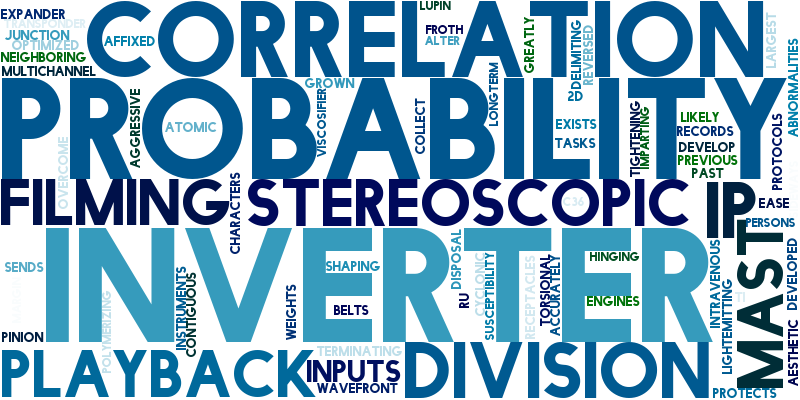 EXPANDER
TRANSPONDER
JUNCTION
OPTIMIZED
NEIGHBORING
MULTICHANNEL
CORRELATION
AFFIXED
LUPIN
FROTH
ALTER
GREATLY
DELIMITING
REVERSED
LARGEST
ABNORMALITIES
PROBABILITY
OVERCOME
AGGRESSIVE
ATOMIC
GROWN
VISCOSIFIER
COLLECT
LONGTERM
2D
EXISTS
TASKS
TIGHTENING
IMPARTING
LIKELY
RECORDS
DEVELOP
PREVIOUS
PAST
PROTOCOLS
FILMING
CHARACTERS
STEREOSCOPIC
C36
IP
EASE
PERSONS
INVERTER
SENDS
POLYMERIZING
INSTRUMENTS
CONTIGUOUS
WEIGHTS
SHAPING
BELTS
DISPOSAL
RU
CYCLONIC
SUSCEPTIBILITY
RECEPTACLES
TORSIONAL
ACCURATELY
HINGING
ENGINES
INTRAVENOUS
LIGHTEMITTING
MAST
DEVELOPED
AESTHETIC
PINION
PLAYBACK
TERMINATING
INPUTS
WAVEFRONT
DIVISION
PROTECTS